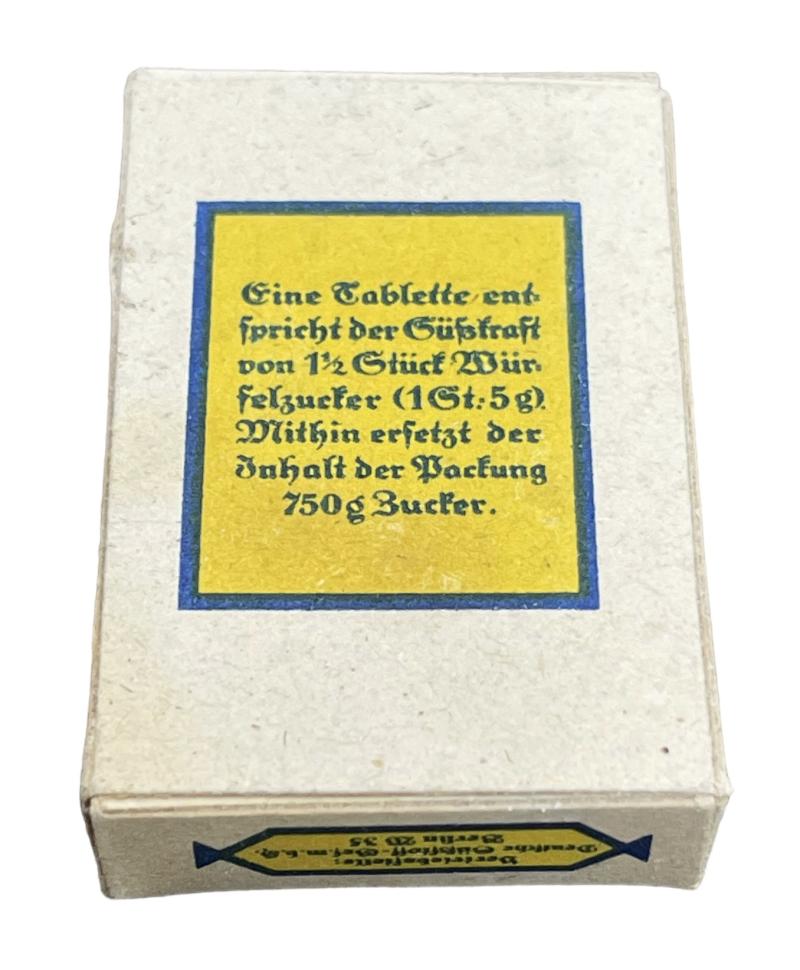 Eine Tablette ent-
spricht der Süßkraft
von 1½ Stück Wür-
felzucker (1 St. = 5 g).
Mithin ersetzt der
Inhalt der Packung
750 g Zucker.
Vertriebsstelle:
Deutsche Süßstoff-Ges. m. b. H.
Berlin W 35